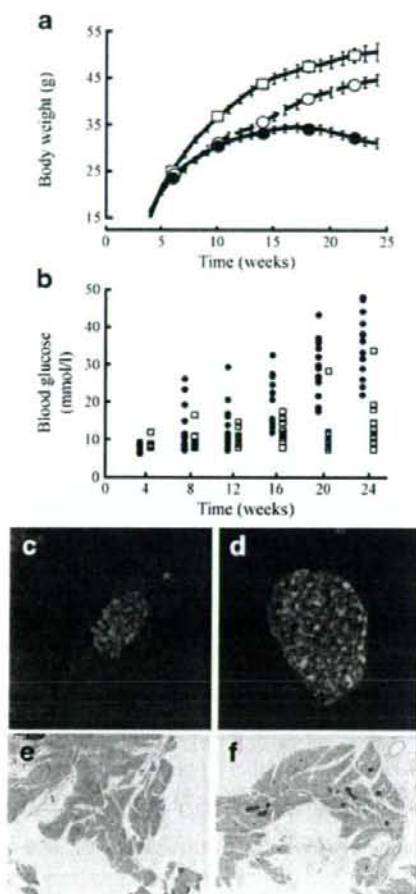 a
55
45
35
25
15
Body weight (g)
0 5 10 15 20 25
Time (weeks)
b
50
40
30
20
10
0
Blood glucose
(mmol/l)
4 8 12 16 20 24
Time (weeks)
c d
e f